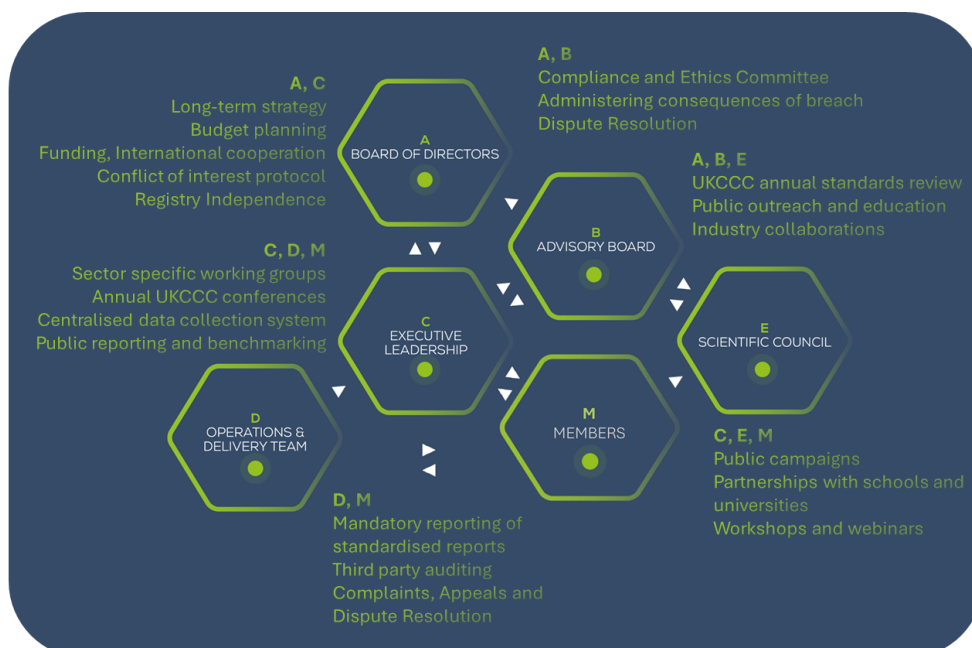 A, C
Long-term strategy
Budget planning
Funding, International cooperation
Conflict of interest protocol
Registry Independence
A
BOARD OF DIRECTORS
A, B
Compliance and Ethics Committee
Administering consequences of breach
Dispute Resolution
B
ADVISORY BOARD
A, B, E
UKCCC annual standards review
Public outreach and education
Industry collaborations
C, D, M
Sector specific working groups
Annual UKCCC conferences
Centralised data collection system
Public reporting and benchmarking
C
EXECUTIVE
LEADERSHIP
E
SCIENTIFIC COUNCIL
D
OPERATIONS &
DELIVERY TEAM
M
MEMBERS
C, E, M
Public campaigns
Partnerships with schools and
universities
Workshops and webinars
D, M
Mandatory reporting of
standardised reports
Third party auditing
Complaints, Appeals and
Dispute Resolution